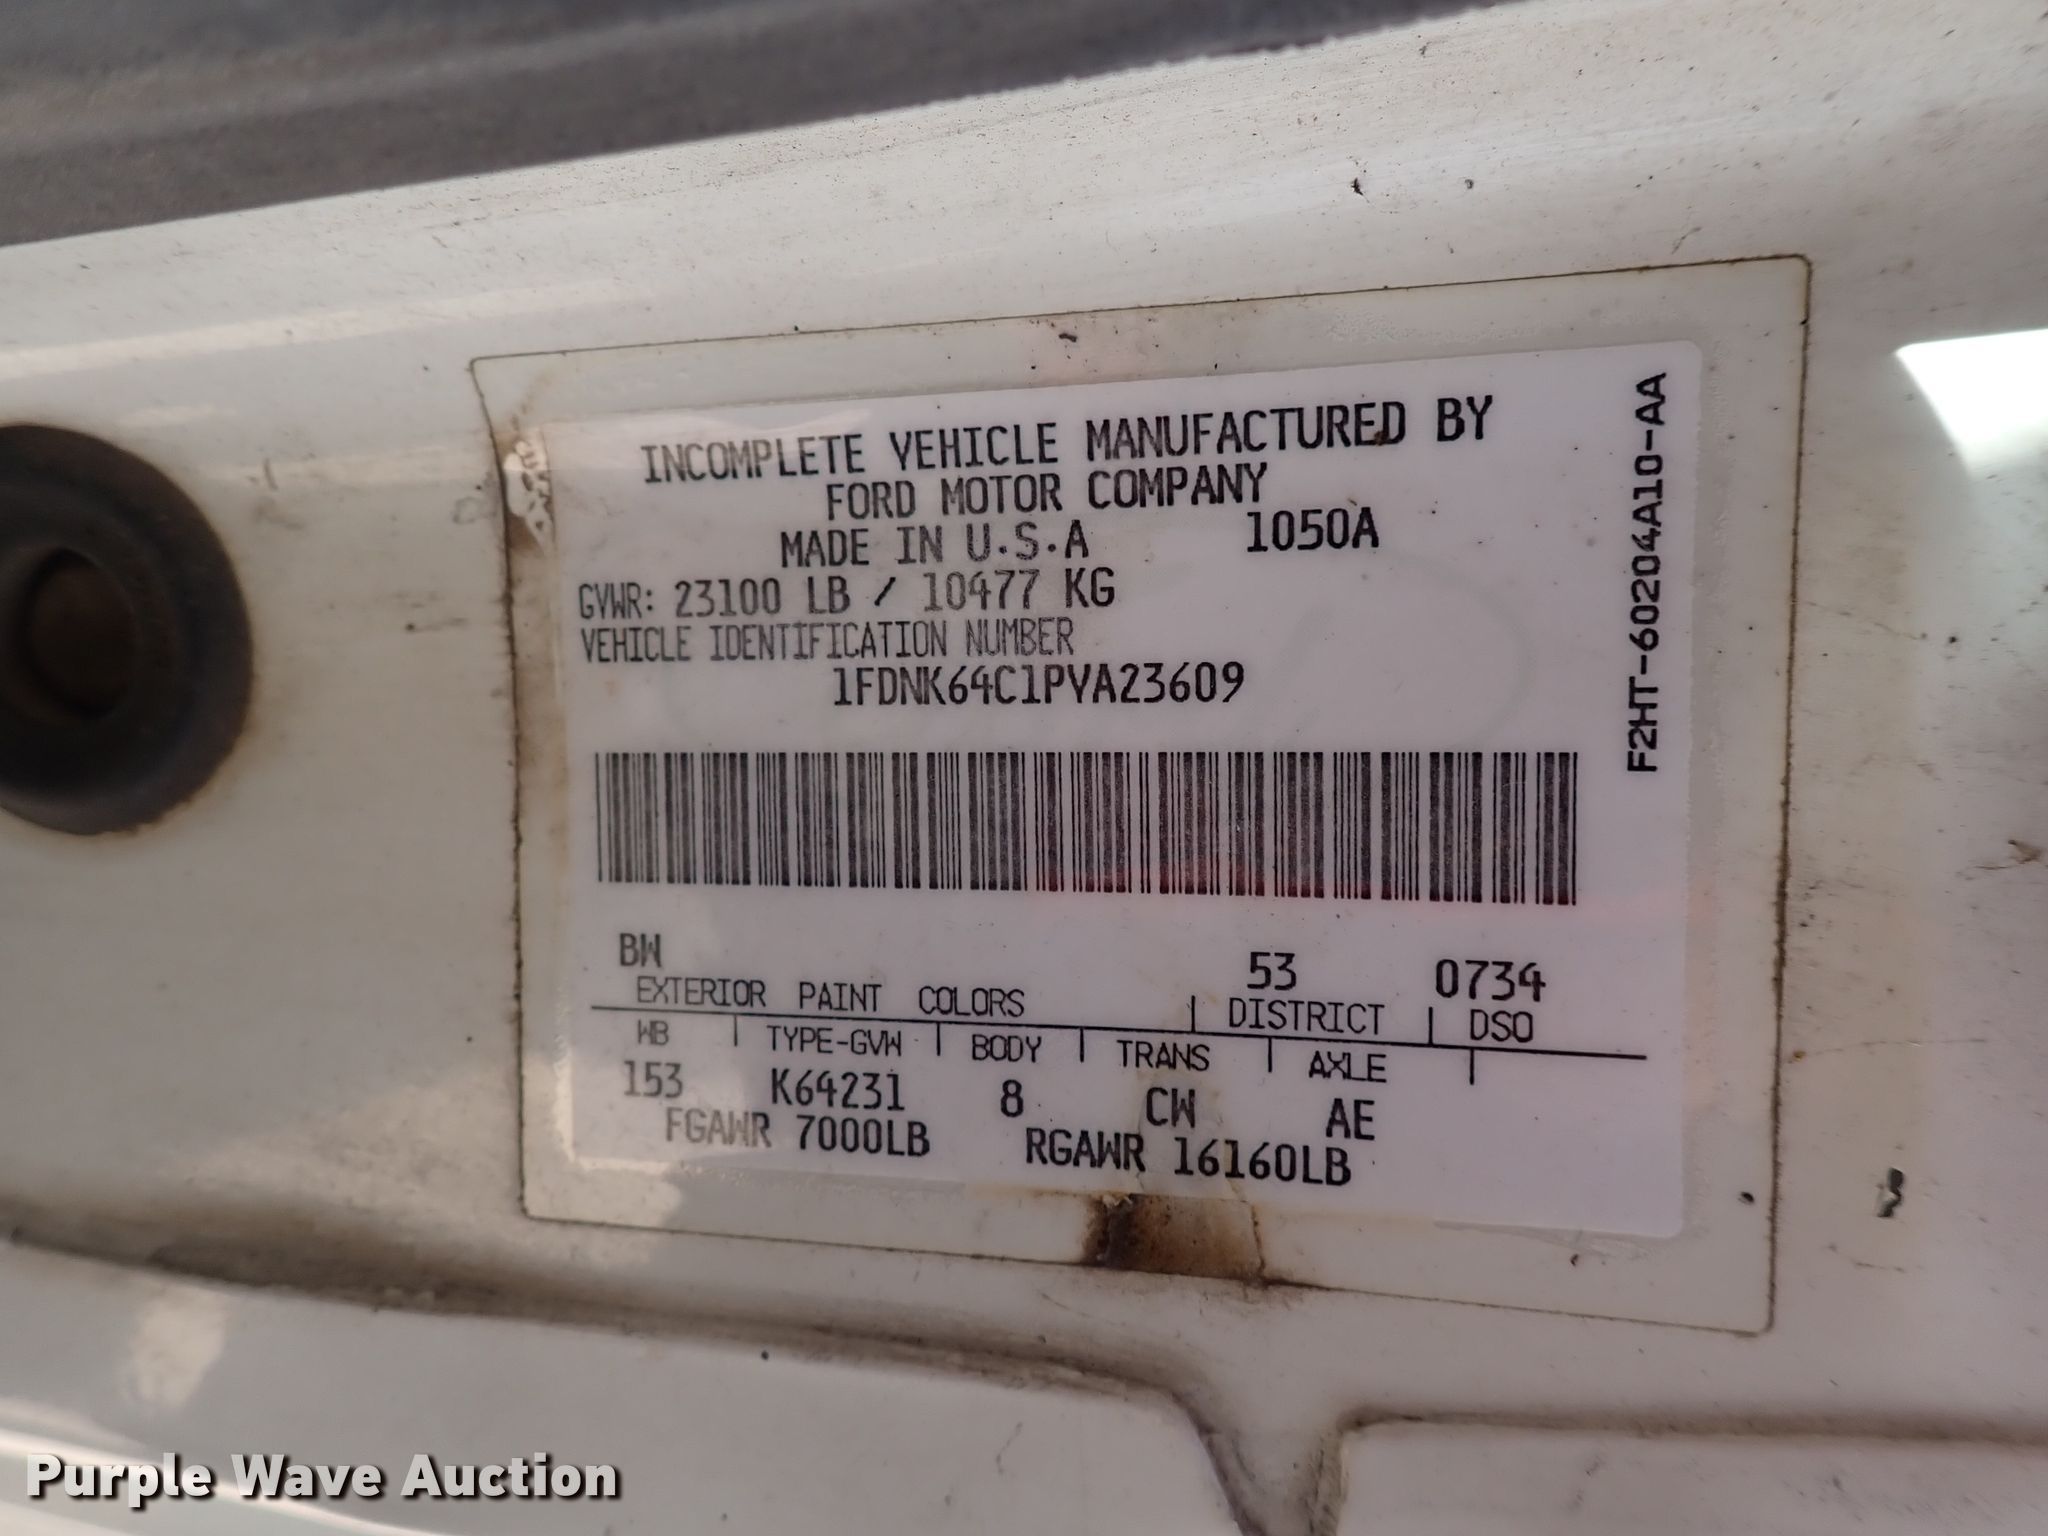 INCOMPLETE VEHICLE MANUFACTURED BY
FORD MOTOR COMPANY
MADE IN U.S.A 1050A
GVWR: 23100 LB / 10477 KG
VEHICLE IDENTIFICATION NUMBER
1FDNK64C1PVA23609
F2HT-60204A10-AA
BW 53 0734
EXTERIOR PAINT COLORS DISTRICT DSO
WB TYPE-GVW BODY TRANS AXLE
153 K64231 8 CW AE
FGAWR 7000LB RGAWR 16160LB
Purple Wave Auction